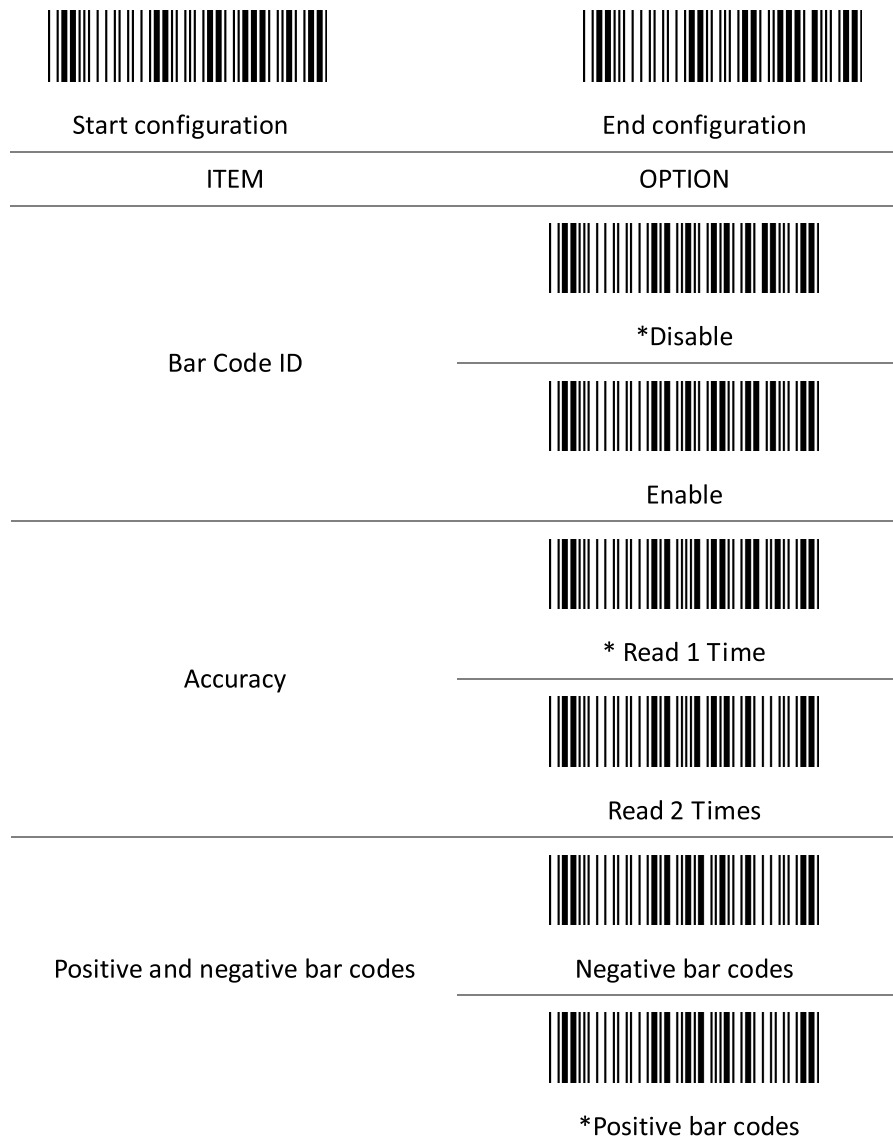 Start configuration
End configuration
ITEM
OPTION
*Disable
Bar Code ID
Enable
* Read 1 Time
Accuracy
Read 2 Times
Positive and negative bar codes
Negative bar codes
*Positive bar codes